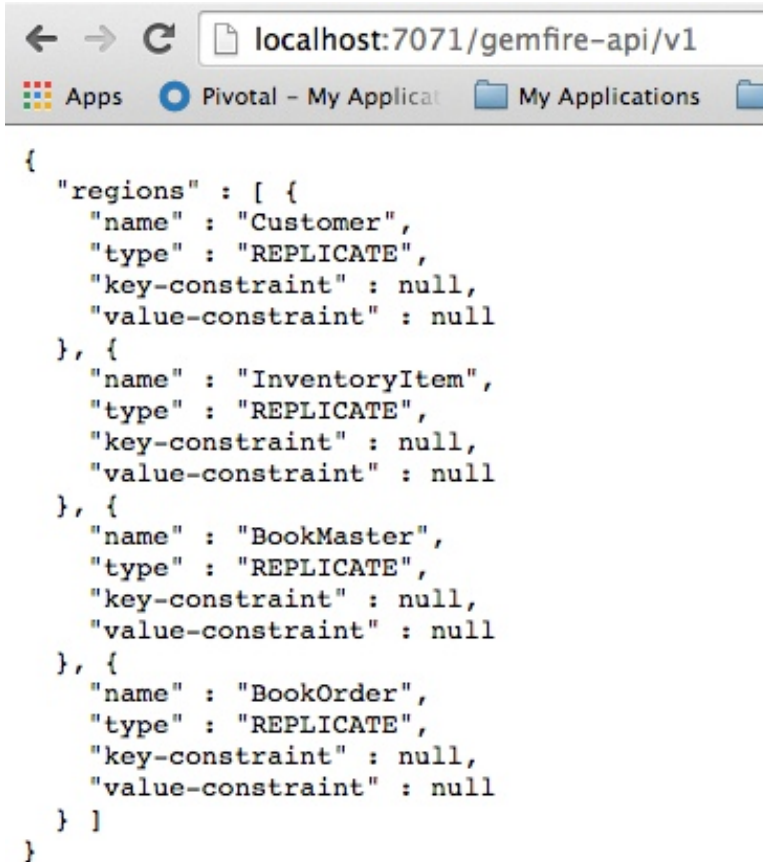 localhost:7071/gemfire-api/v1
Apps Pivotal - My Applicat My Applications
{
  "regions" : [ {
    "name" : "Customer",
    "type" : "REPLICATE",
    "key-constraint" : null,
    "value-constraint" : null
  }, {
    "name" : "InventoryItem",
    "type" : "REPLICATE",
    "key-constraint" : null,
    "value-constraint" : null
  }, {
    "name" : "BookMaster",
    "type" : "REPLICATE",
    "key-constraint" : null,
    "value-constraint" : null
  }, {
    "name" : "BookOrder",
    "type" : "REPLICATE",
    "key-constraint" : null,
    "value-constraint" : null
  } ]
}